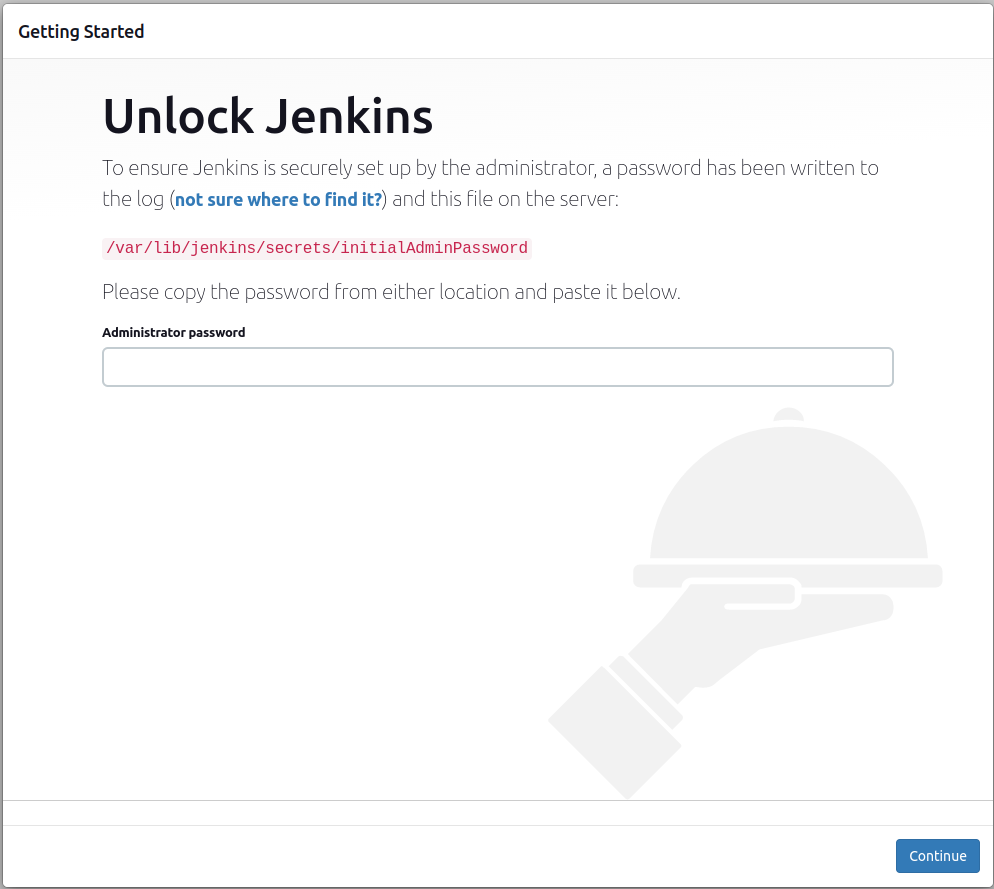 Getting Started
Unlock Jenkins
To ensure Jenkins is securely set up by the administrator, a password has been written to
the log (not sure where to find it?) and this file on the server:
/var/lib/jenkins/secrets/initialAdminPassword
Please copy the password from either location and paste it below.
Administrator password
Continue